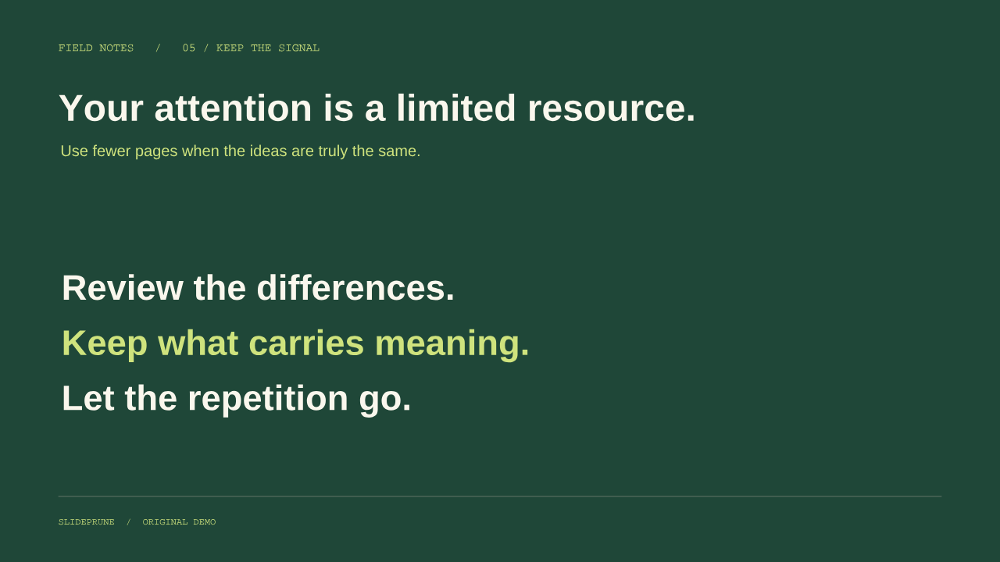 FIELD NOTES / 05 / KEEP THE SIGNAL
Your attention is a limited resource.
Use fewer pages when the ideas are truly the same.
Review the differences.
Keep what carries meaning.
Let the repetition go.
SLIDEPRUNE / ORIGINAL DEMO